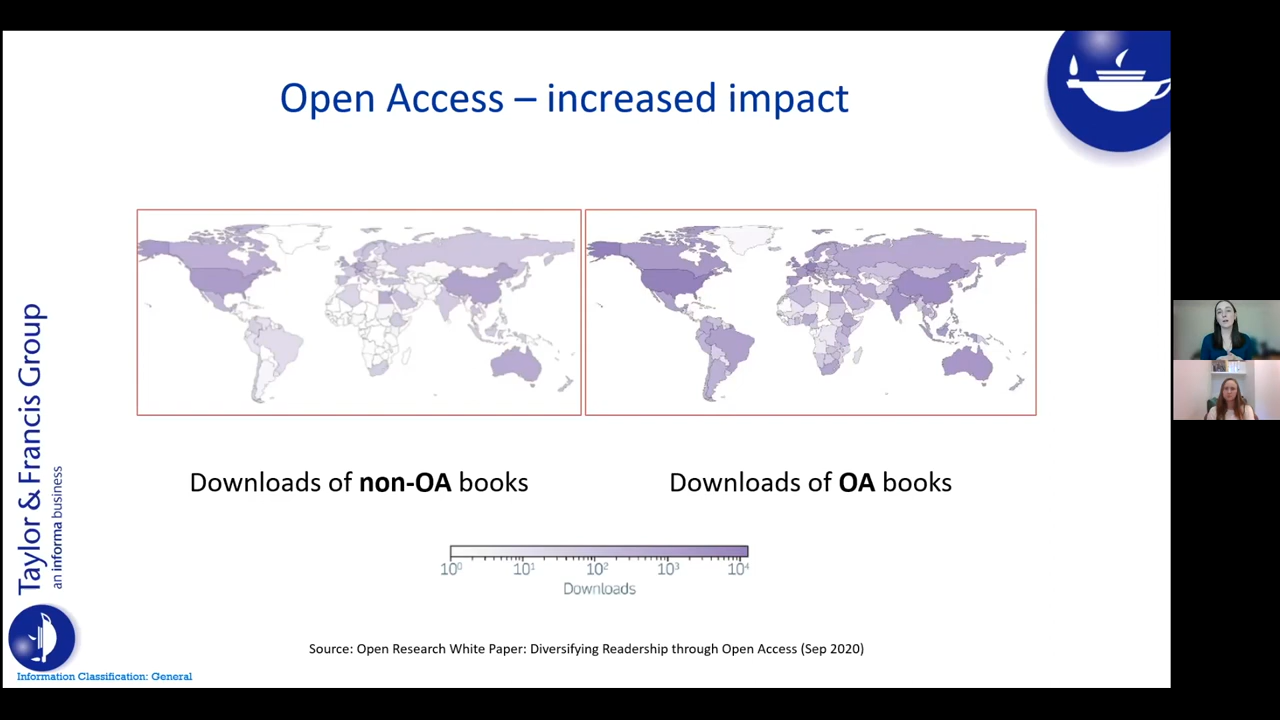 Open Access – increased impact
Downloads of non-OA books
Downloads of OA books
10⁰ 10¹ 10² 10³ 10⁴
Downloads
Source: Open Research White Paper: Diversifying Readership through Open Access (Sep 2020)
Taylor & Francis Group
an informa business
Information Classification: General